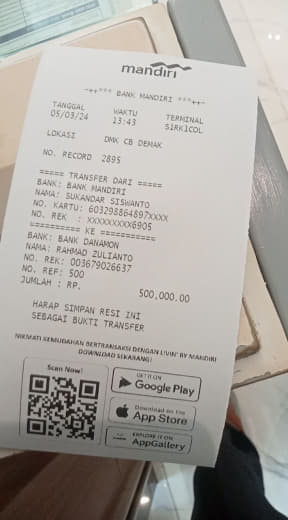 mandiri
-++*** BANK MANDIRI ***++-
TANGGAL WAKTU TERMINAL
05/03/24 13:43 S1RK1COL
LOKASI DMK CB DEMAK
NO. RECORD 2895
===== TRANSFER DARI =====
BANK: BANK MANDIRI
NAMA: SUKANDAR SISWANTO
NO. KARTU: 603298864897XXXX
NO. REK : XXXXXXXXX6905
========== KE ===========
BANK: BANK DANAMON
NAMA: RAHMAD ZULIANTO
NO. REK: 003679026637
NO. REF: 500
JUMLAH : RP. 500,000.00
HARAP SIMPAN RESI INI
SEBAGAI BUKTI TRANSFER
NIKMATI KEMUDAHAN BERTRANSAKSI DENGAN LIVIN' BY MANDIRI
DOWNLOAD SEKARANG!
Scan Now!
GET IT ON
Google Play
Download on the
App Store
EXPLORE IT ON
AppGallery